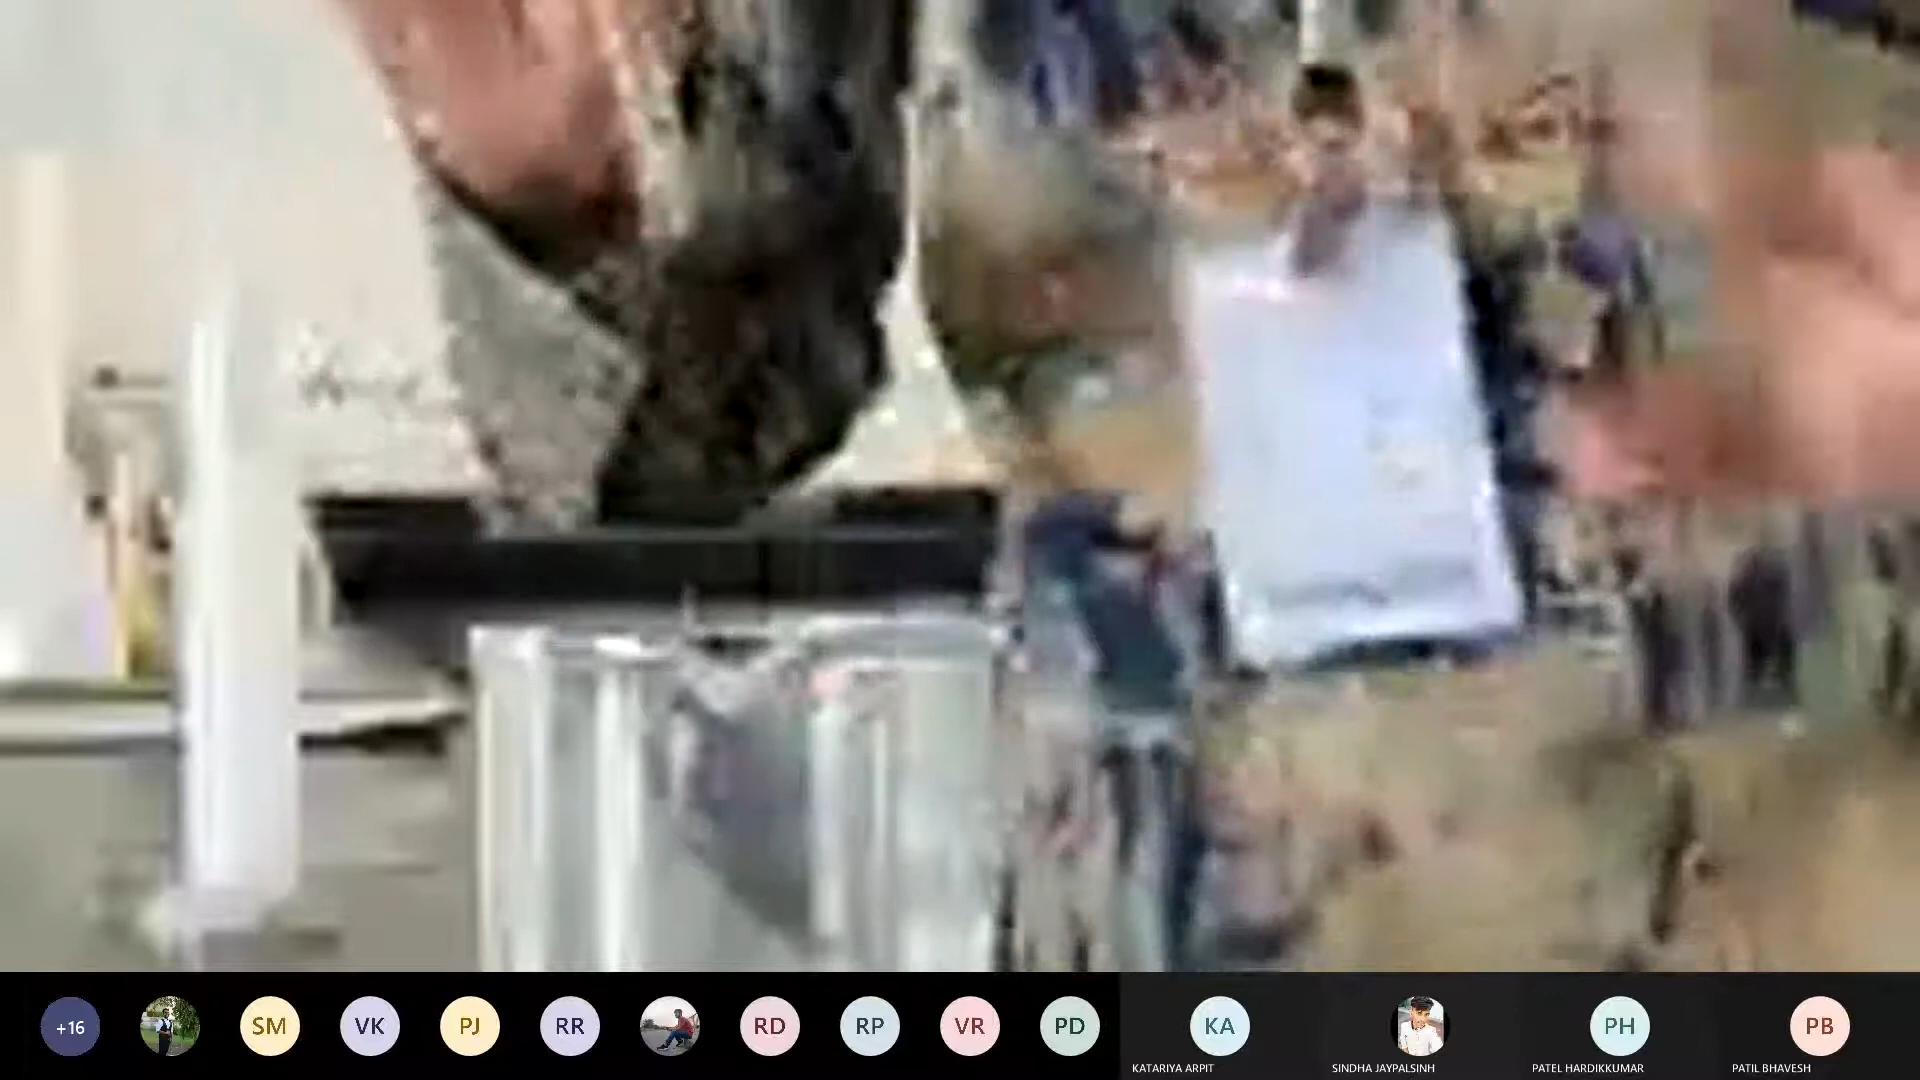 +16
SM
VK
PJ
RR
RD
RP
VR
PD
KA
PH
PB
KATARIYA ARPIT
SINDHA JAYPALSINH
PATEL HARDIKKUMAR
PATIL BHAVESH